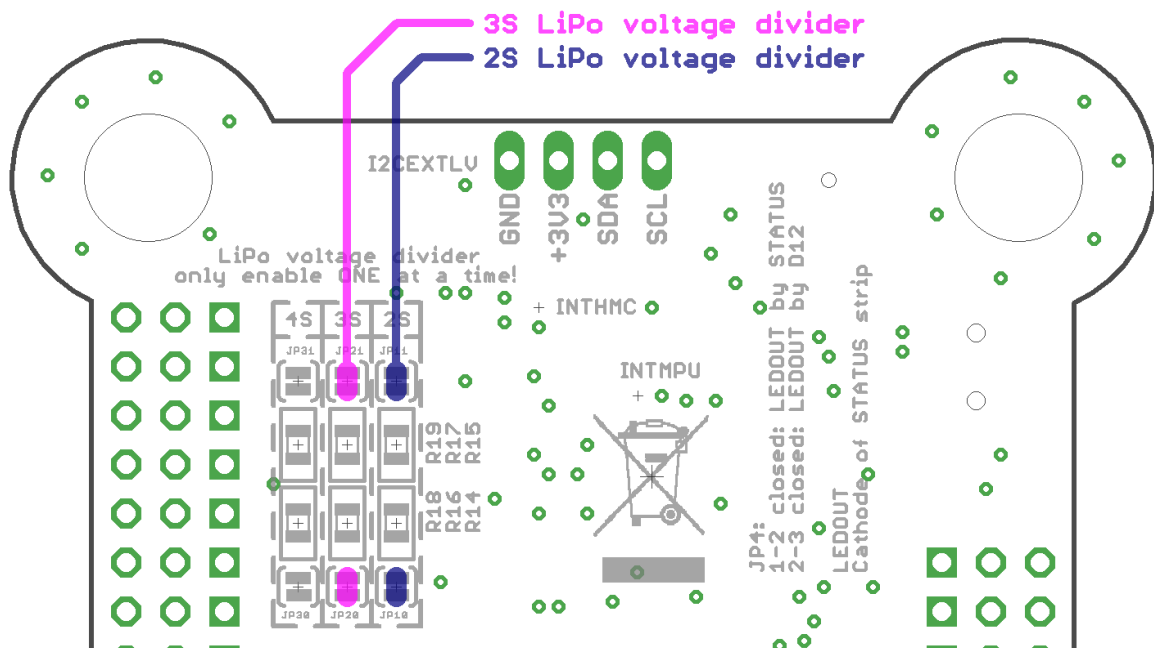 3S LiPo voltage divider
2S LiPo voltage divider
I2CEXTLV
GND
+3V3
SDA
SCL
LiPo voltage divider
only enable ONE at a time!
4S
3S
2S
JP31
JP21
JP11
INTHMC
INTMPU
R19
R17
R15
R18
R16
R14
JP30
JP20
JP10
JP4:
1-2 closed: LEDOUT by STATUS
2-3 closed: LEDOUT by D12
LEDOUT
Cathode of STATUS strip